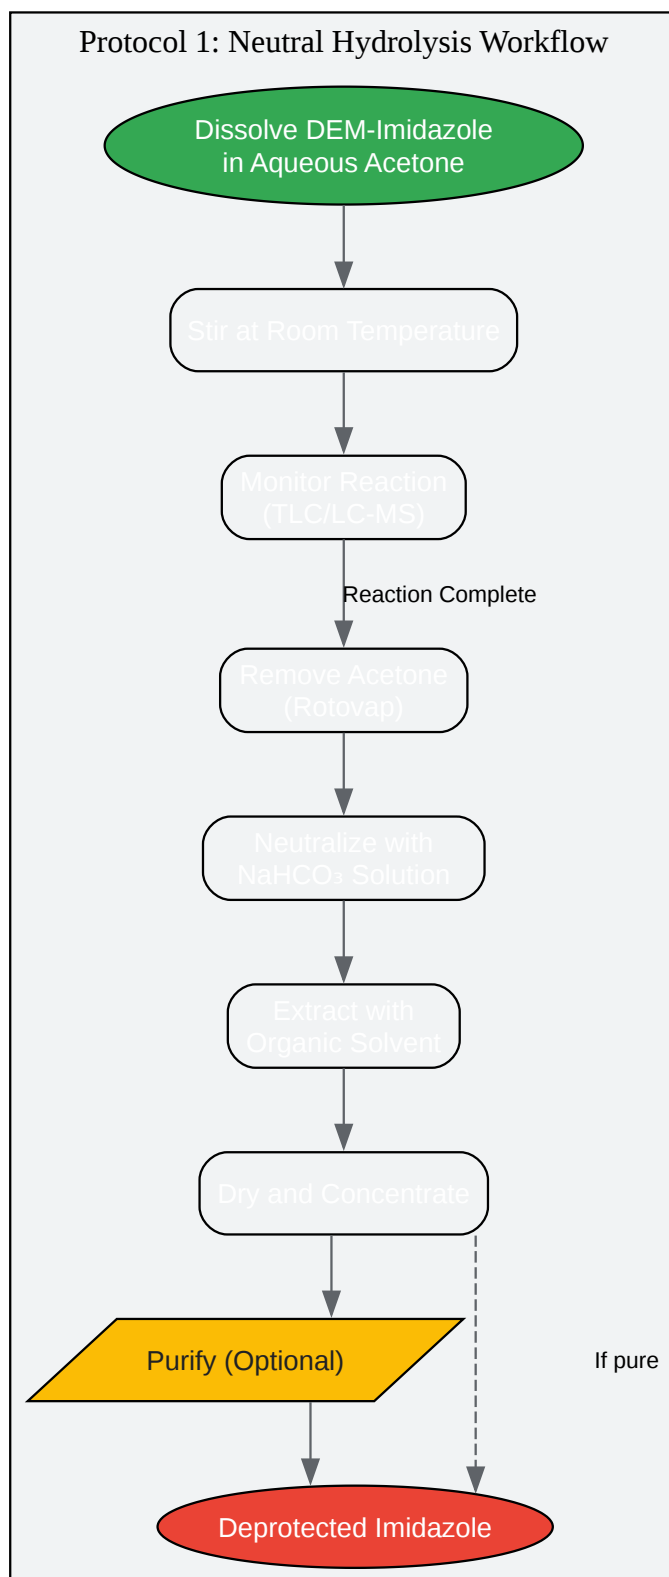 Protocol 1: Neutral Hydrolysis Workflow
Dissolve DEM-Imidazole
in Aqueous Acetone
Stir at Room Temperature
Monitor Reaction
(TLC/LC-MS)
Reaction Complete
Remove Acetone
(Rotovap)
Neutralize with
NaHCO₃ Solution
Extract with
Organic Solvent
Dry and Concentrate
Purify (Optional)
If pure
Deprotected Imidazole